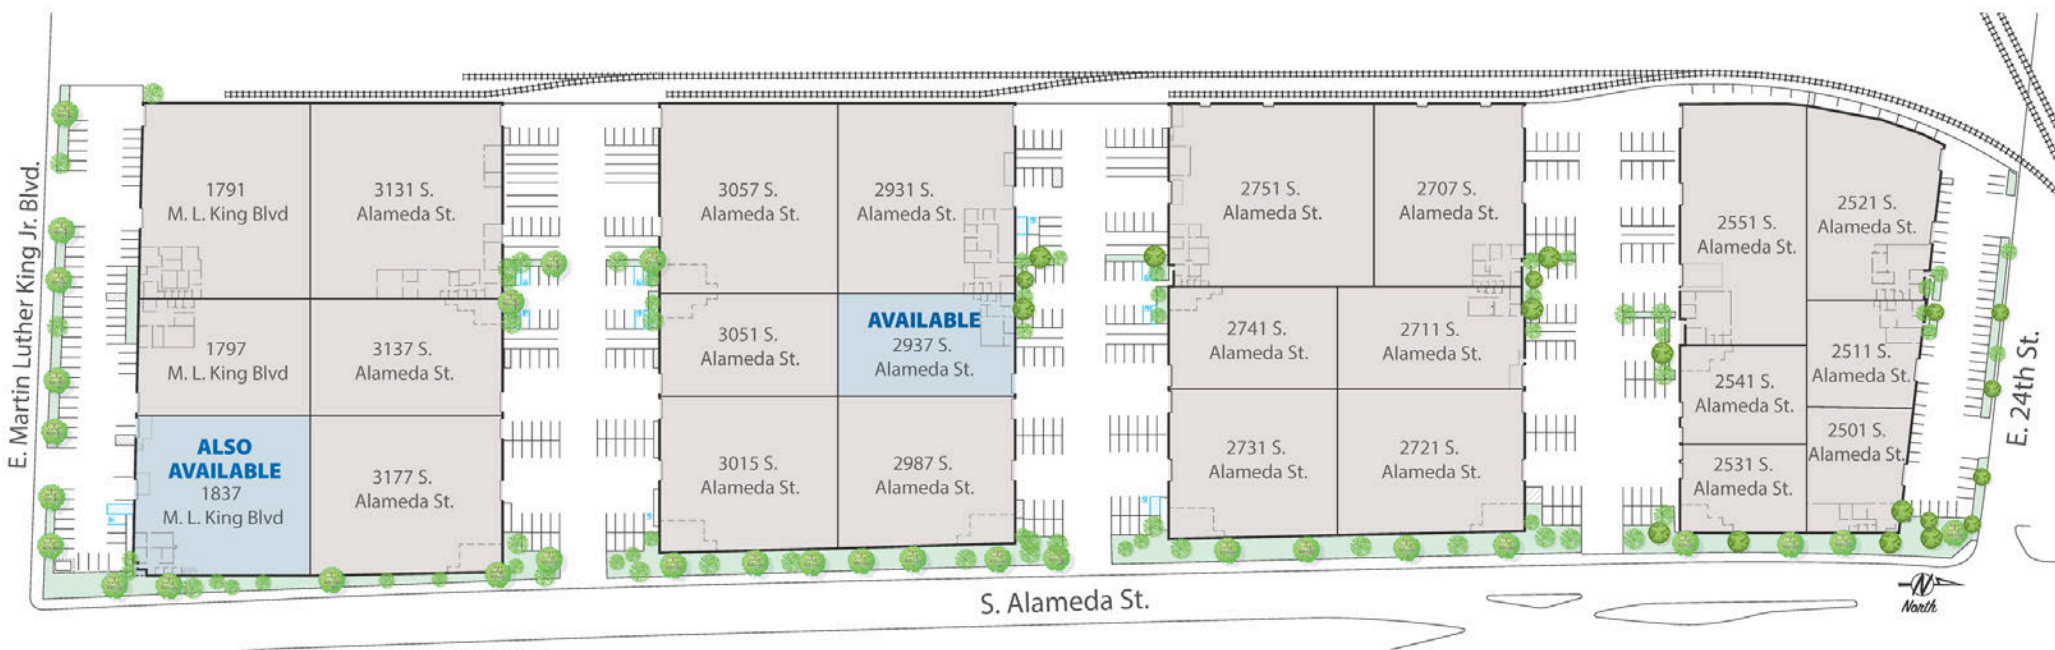 E. Martin Luther King Jr. Blvd.
1791
M. L. King Blvd
3131 S.
Alameda St.
1797
M. L. King Blvd
3137 S.
Alameda St.
ALSO
AVAILABLE
1837
M. L. King Blvd
3177 S.
Alameda St.
3057 S.
Alameda St.
2931 S.
Alameda St.
3051 S.
Alameda St.
AVAILABLE
2937 S.
Alameda St.
3015 S.
Alameda St.
2987 S.
Alameda St.
2751 S.
Alameda St.
2707 S.
Alameda St.
2741 S.
Alameda St.
2711 S.
Alameda St.
2731 S.
Alameda St.
2721 S.
Alameda St.
2551 S.
Alameda St.
2521 S.
Alameda St.
2541 S.
Alameda St.
2511 S.
Alameda St.
2531 S.
Alameda St.
2501 S.
Alameda St.
E. 24th St.
S. Alameda St.
N
North